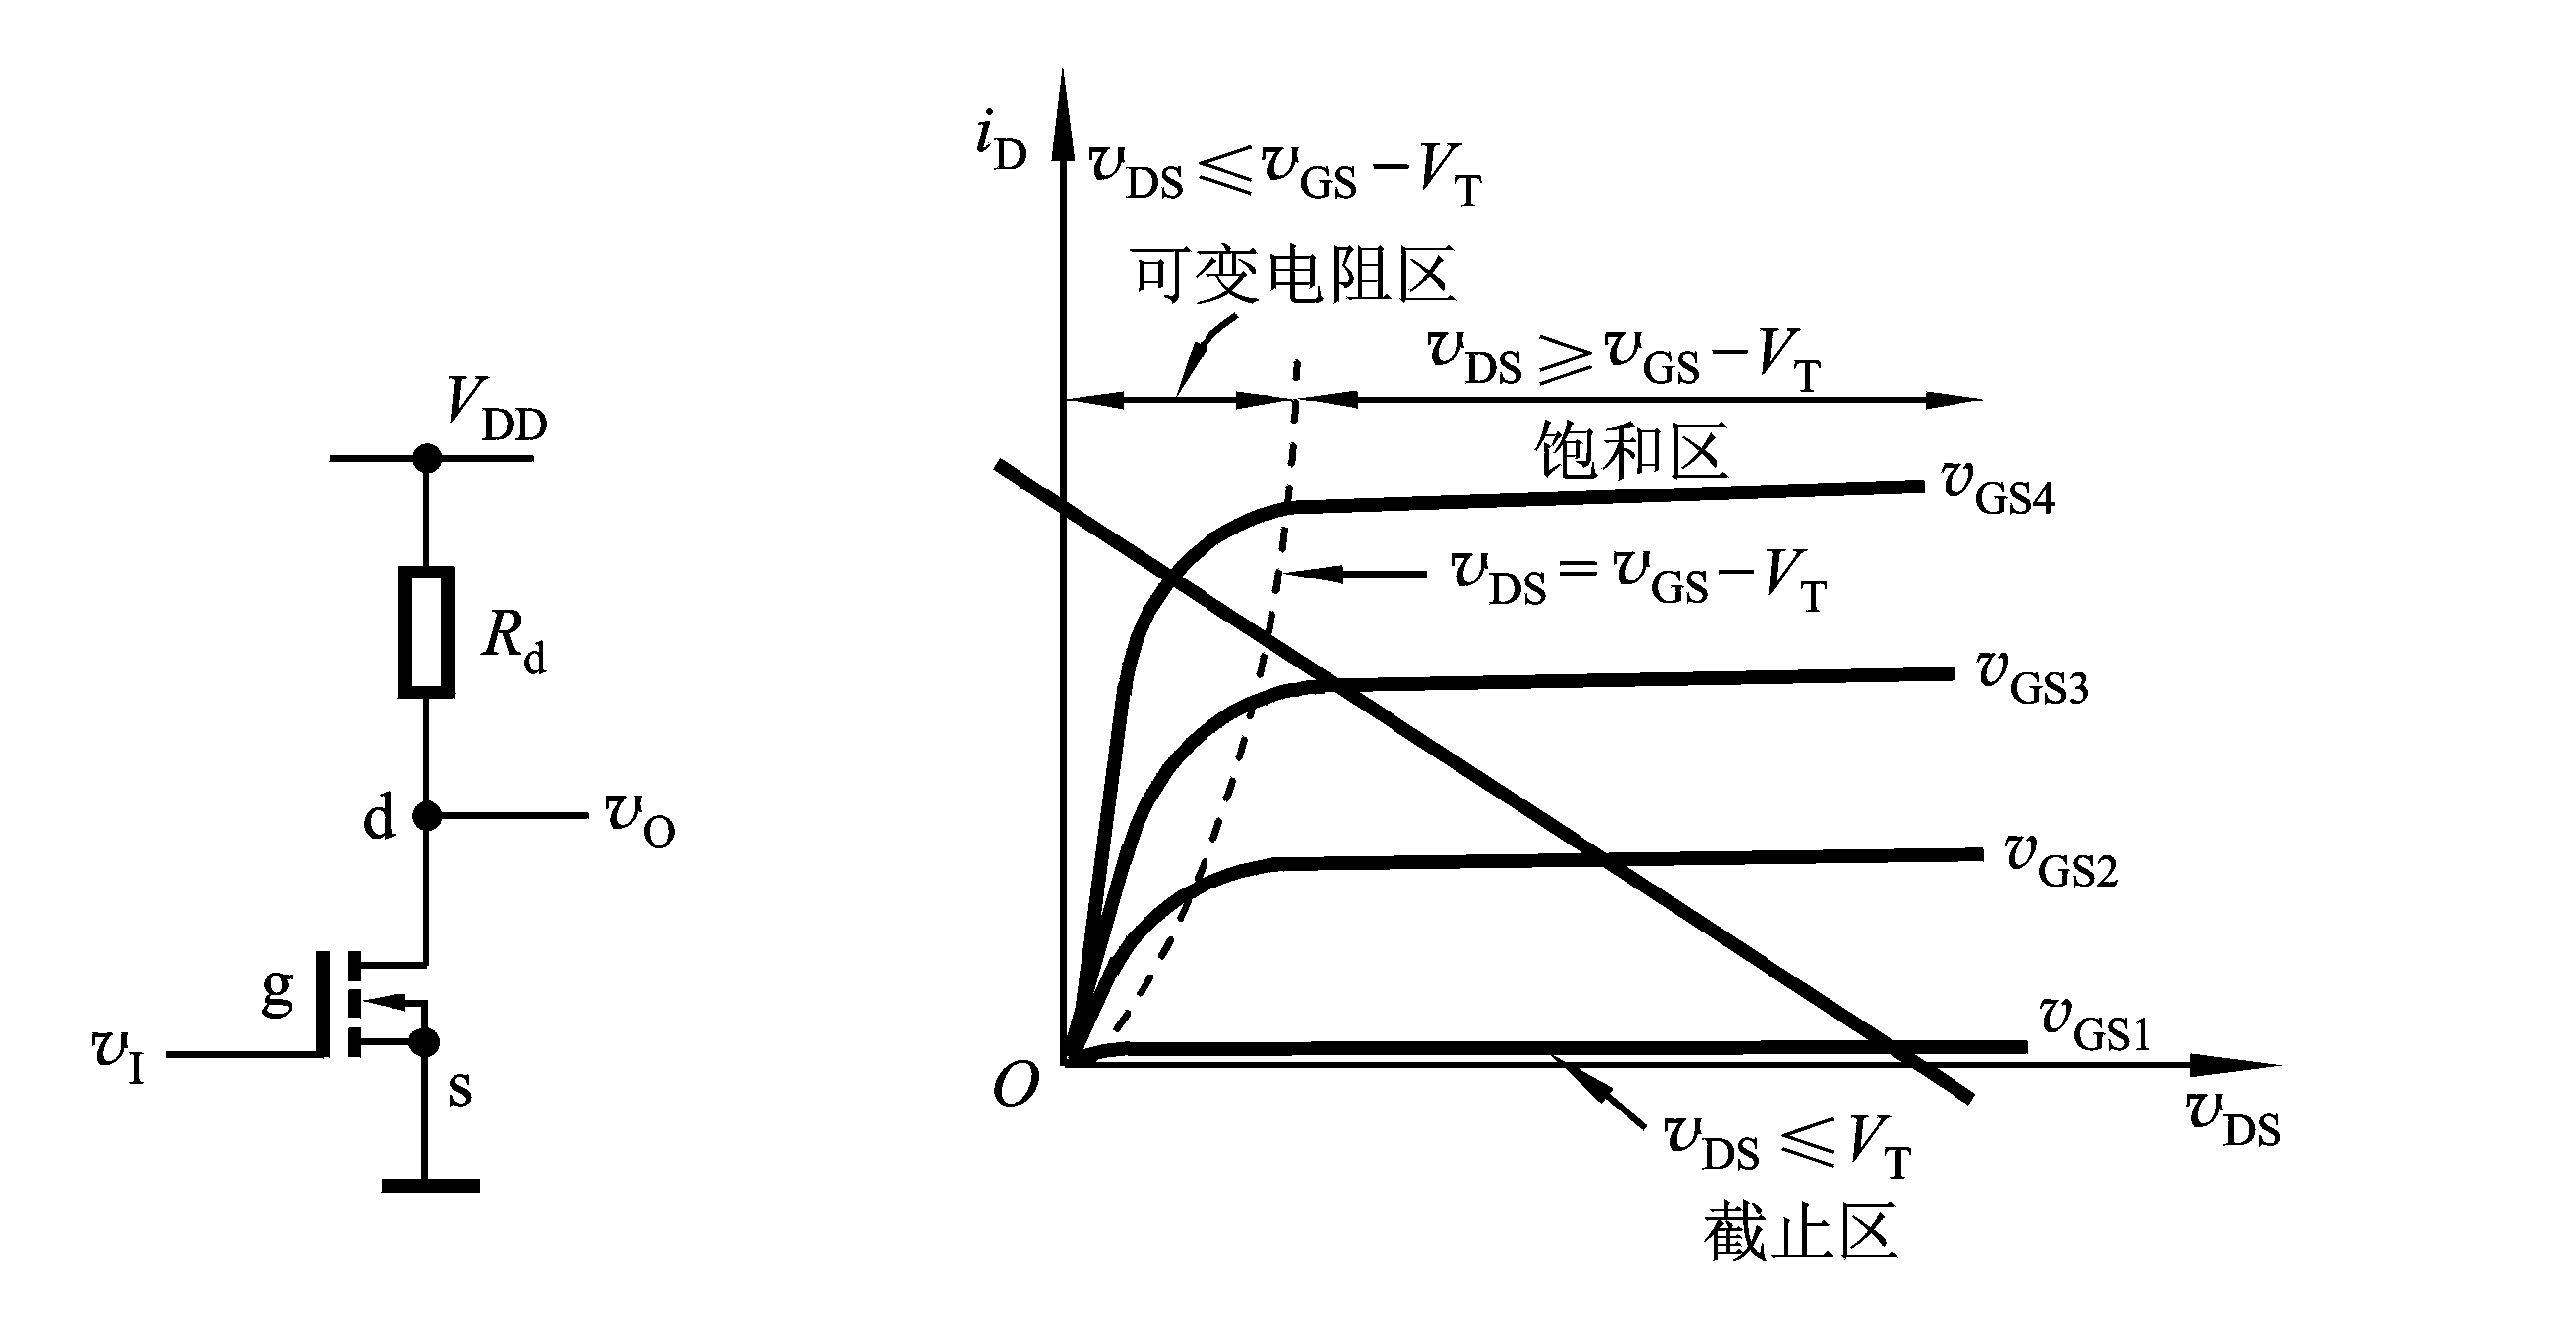 V_DD
R_d
d
v_O
g
v_I
s
i_D
v_DS ⩽ v_GS − V_T
可变电阻区
v_DS ⩾ v_GS − V_T
饱和区
v_GS4
v_DS = v_GS − V_T
v_GS3
v_GS2
v_GS1
O
v_DS
v_DS ⩽ V_T
截止区